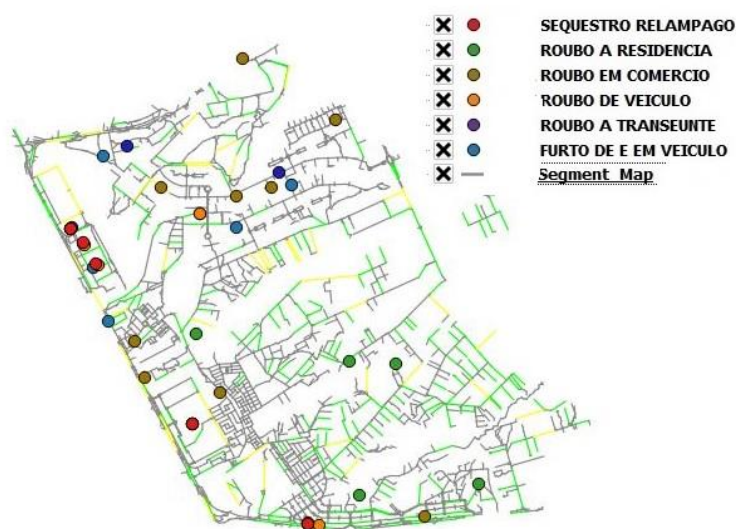 SEQUESTRO RELAMPAGO
ROUBO A RESIDENCIA
ROUBO EM COMERCIO
ROUBO DE VEICULO
ROUBO A TRANSEUNTE
FURTO DE E EM VEICULO
Segment Map